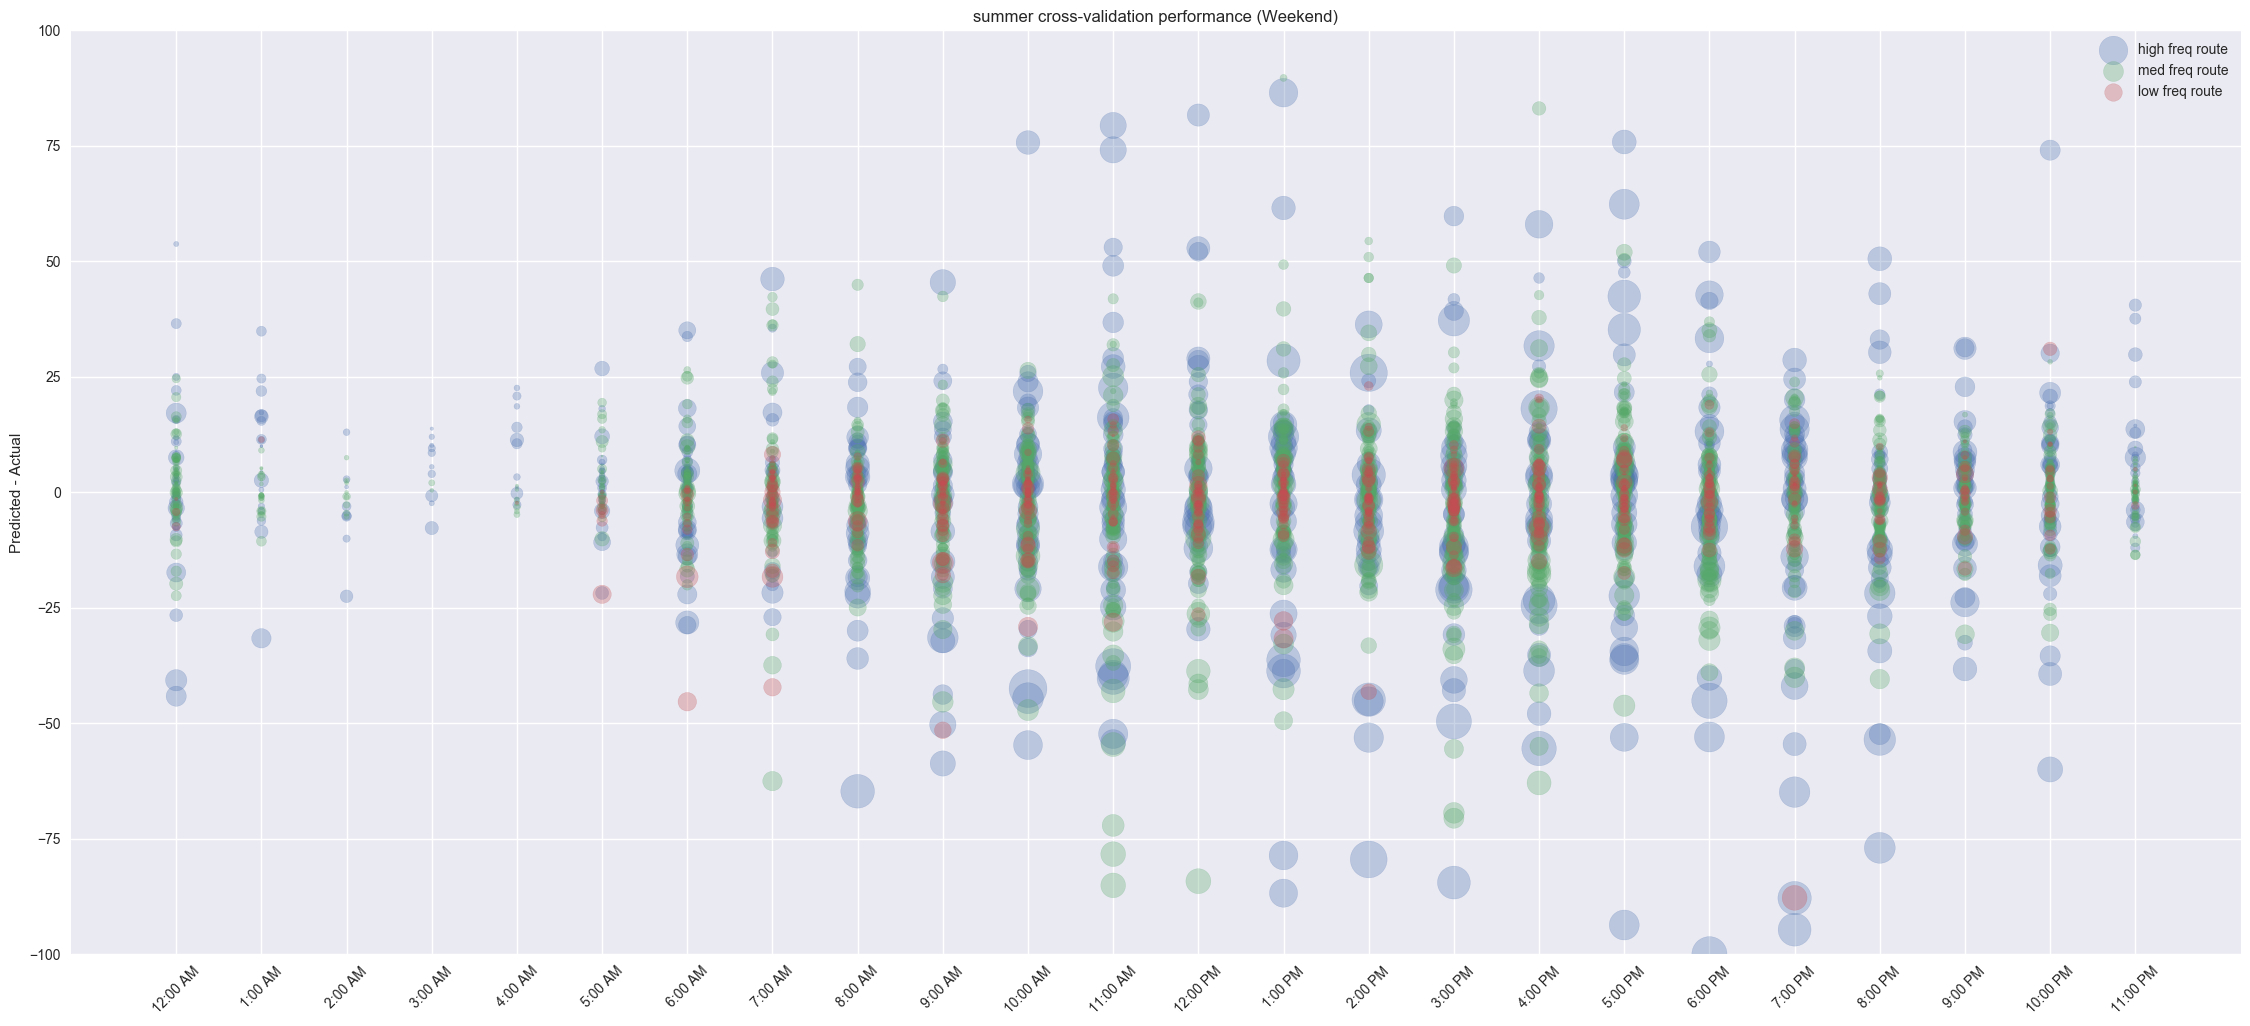 summer cross-validation performance (Weekend)
high freq route
med freq route
low freq route
Predicted - Actual
100
75
50
25
0
−25
−50
−75
−100
12:00 AM
1:00 AM
2:00 AM
3:00 AM
4:00 AM
5:00 AM
6:00 AM
7:00 AM
8:00 AM
9:00 AM
10:00 AM
11:00 AM
12:00 PM
1:00 PM
2:00 PM
3:00 PM
4:00 PM
5:00 PM
6:00 PM
7:00 PM
8:00 PM
9:00 PM
10:00 PM
11:00 PM